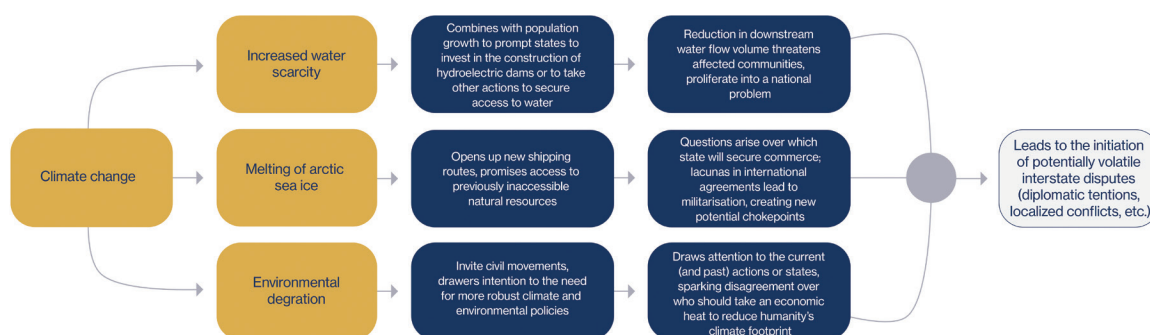 Climate change
Increased water
scarcity
Combines with population
growth to prompt states to
invest in the construction of
hydroelectric dams or to take
other actions to secure
access to water
Reduction in downstream
water flow volume threatens
affected communities,
proliferate into a national
problem
Melting of arctic
sea ice
Opens up new shipping
routes, promises access to
previously inaccessible
natural resources
Questions arise over which
state will secure commerce;
lacunas in international
agreements lead to
militarisation, creating new
potential chokepoints
Environmental
degration
Invite civil movements,
drawers intention to the need
for more robust climate and
environmental policies
Draws attention to the current
(and past) actions or states,
sparking disagreement over
who should take an economic
heat to reduce humanity's
climate footprint
Leads to the initiation
of potentially volatile
interstate disputes
(diplomatic tentions,
localized conflicts, etc.)